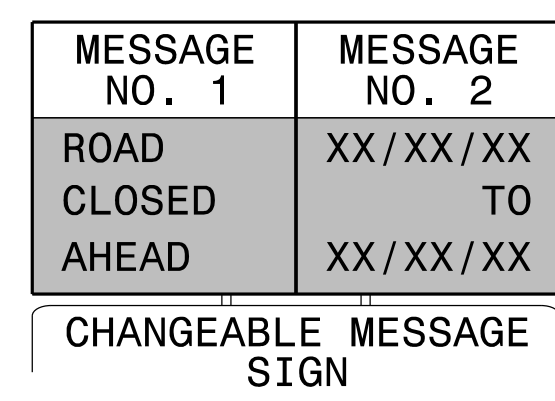 MESSAGE NO. 1
MESSAGE NO. 2
ROAD
CLOSED
AHEAD
XX/XX/XX
TO
XX/XX/XX
CHANGEABLE MESSAGE
SIGN